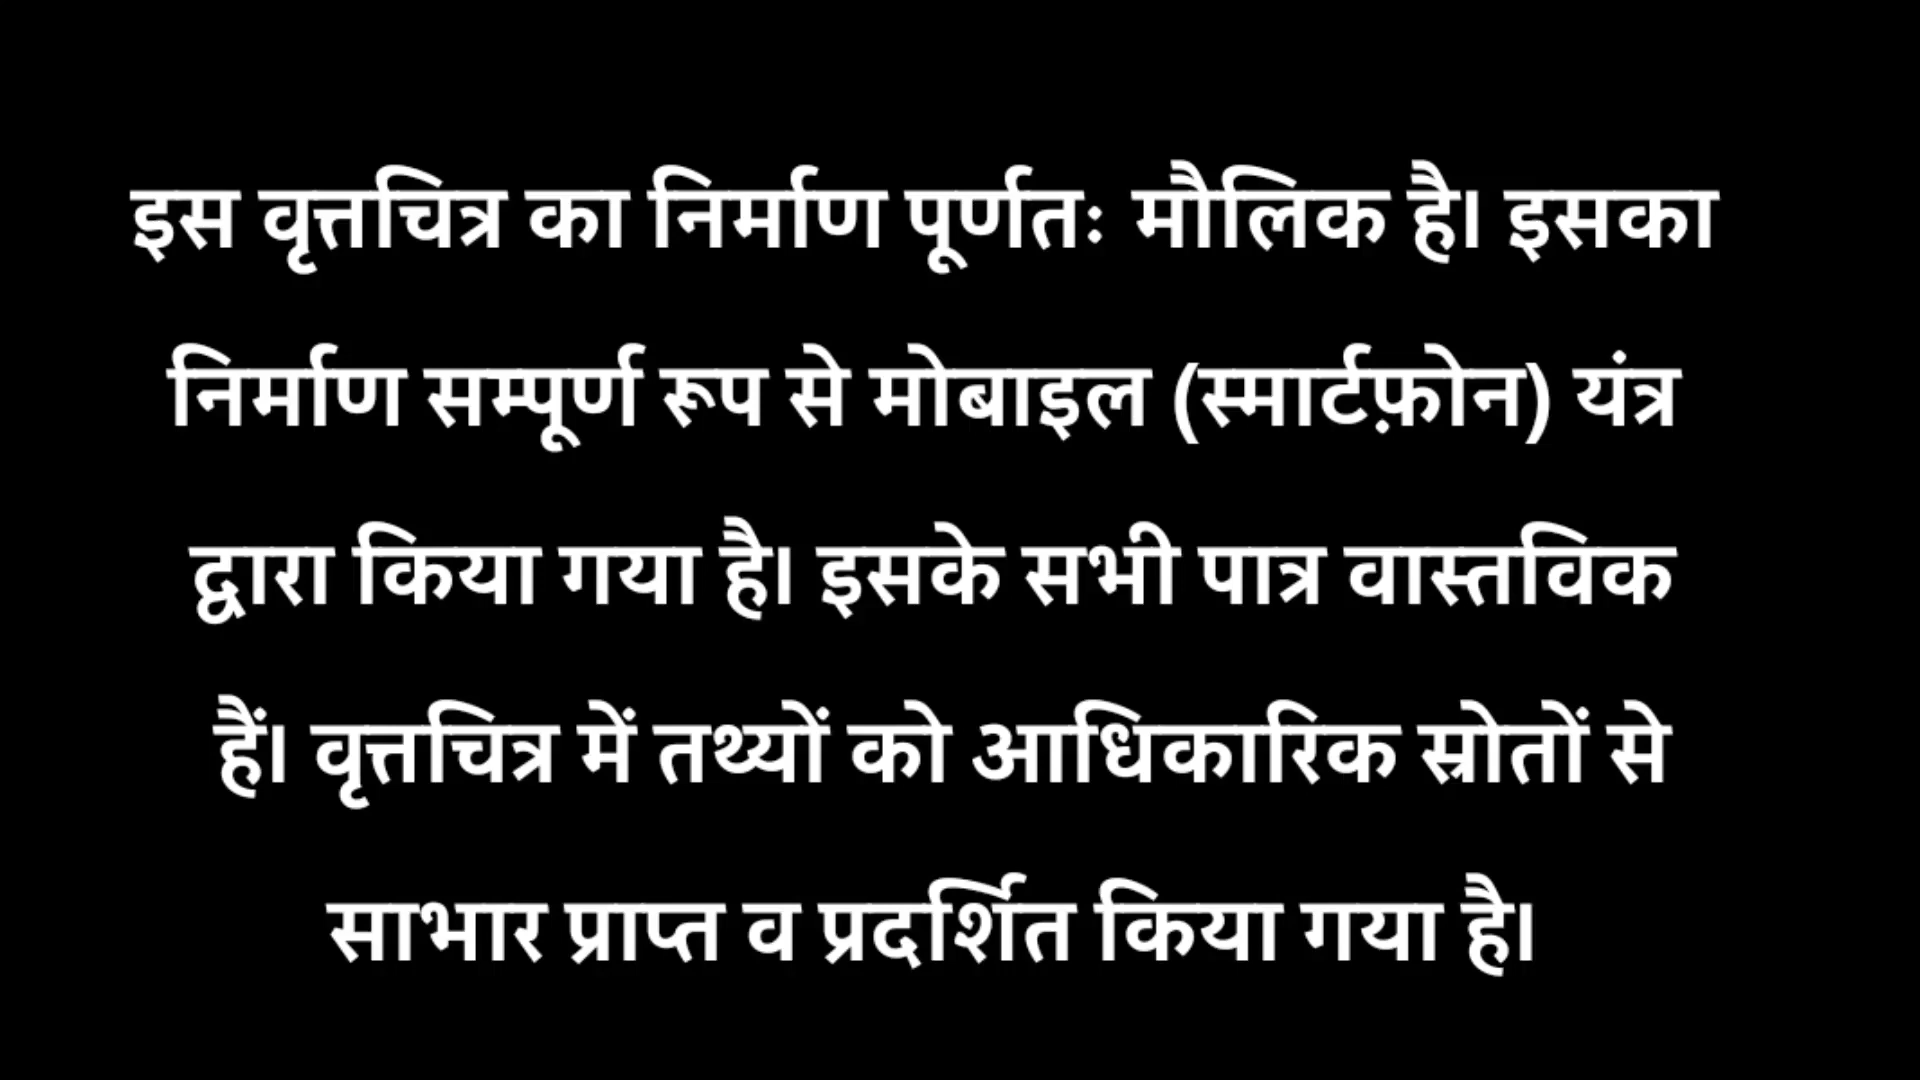 इस वृत्तचित्र का निर्माण पूर्णतः मौलिक है। इसका
निर्माण सम्पूर्ण रूप से मोबाइल (स्मार्टफ़ोन) यंत्र
द्वारा किया गया है। इसके सभी पात्र वास्तविक
हैं। वृत्तचित्र में तथ्यों को आधिकारिक स्रोतों से
साभार प्राप्त व प्रदर्शित किया गया है।